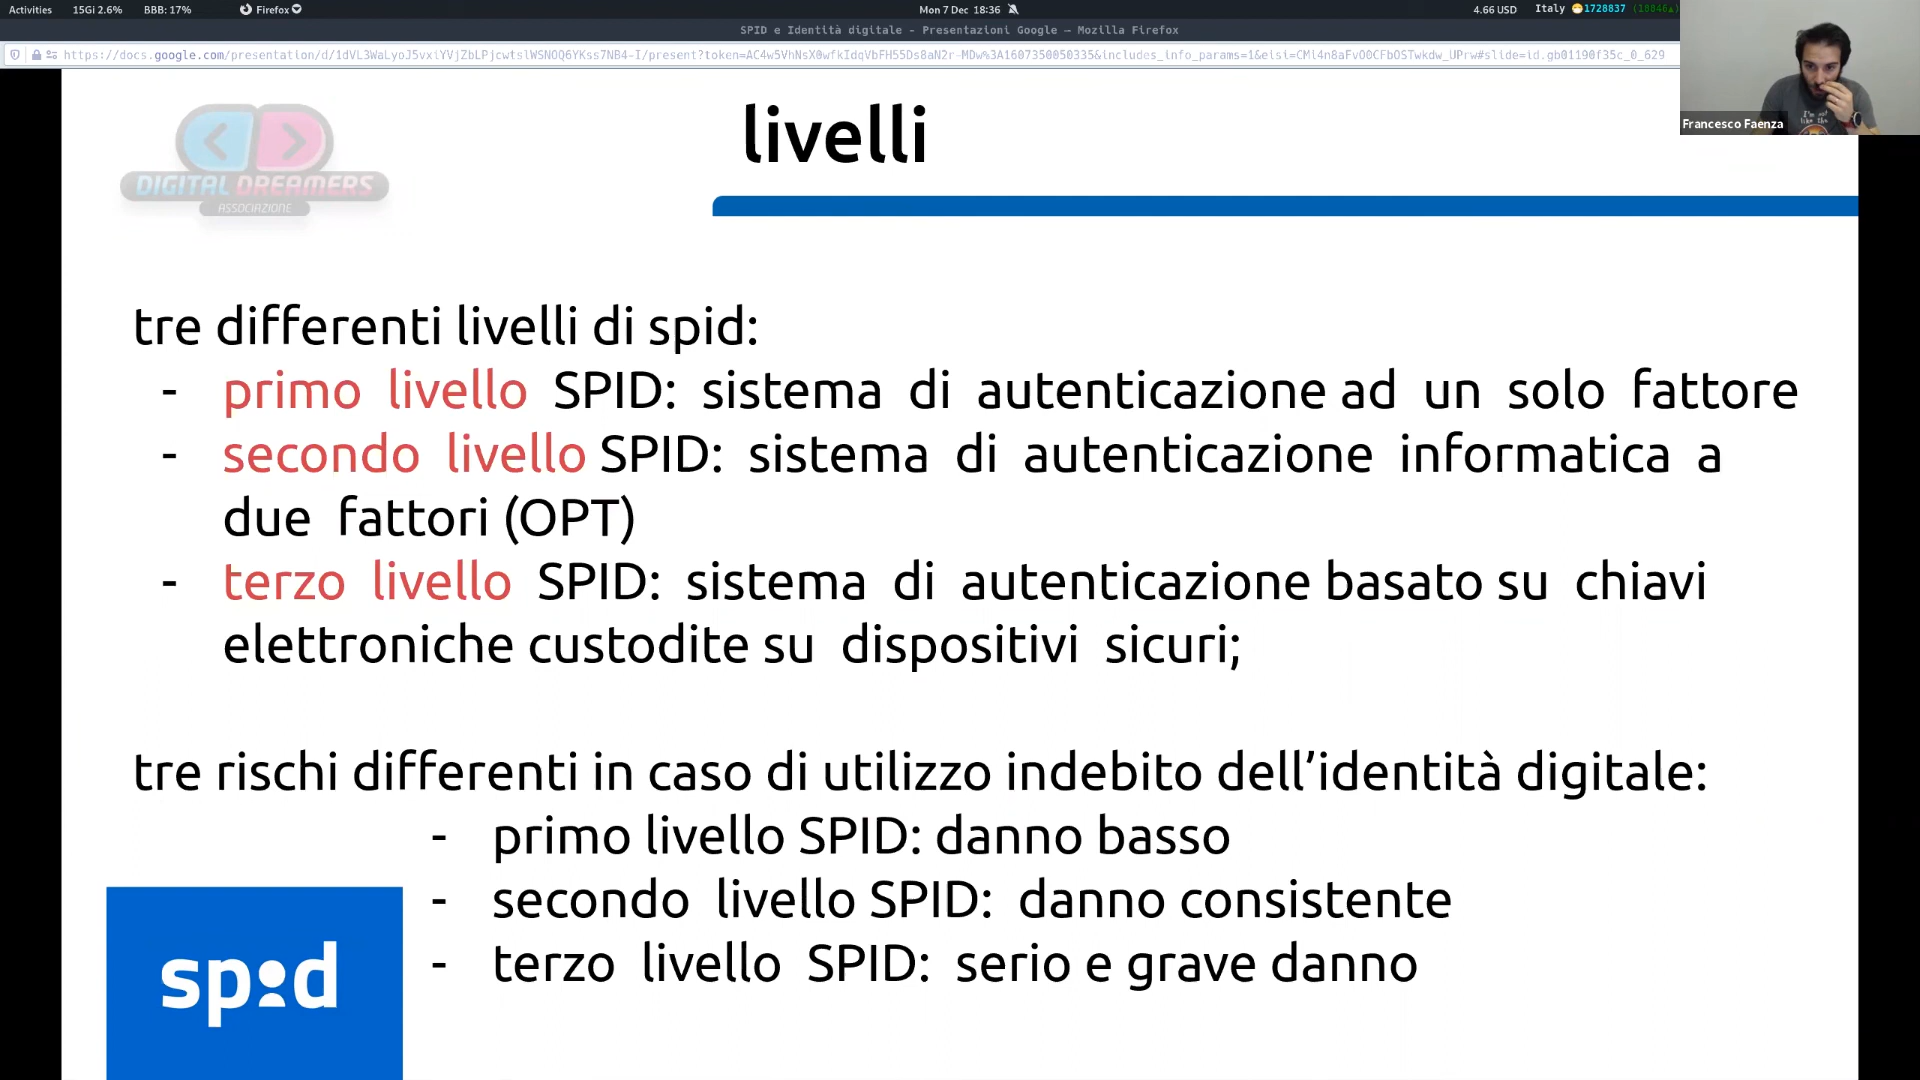 Activities 15Gi 2.6% BBB: 17% Firefox Mon 7 Dec 18:36 4.66 USD Italy 1728837 (18846▲)
SPID e Identità digitale - Presentazioni Google — Mozilla Firefox
https://docs.google.com/presentation/d/1dVL3WaLyoJ5vxiYVjZbLPjcwtslWSNOQ6YKss7NB4-I/present?token=AC4w5VhNsX0wfkIdqVbFH55Ds8aN2r-MDw%3A1607350050335&includes_info_params=1&eisi=CMl4n8aFvO0CFbOSTwkdw_UPrw#slide=id.gb01190f35c_0_629
Francesco Faenza
DIGITAL DREAMERS
ASSOCIAZIONE
livelli
tre differenti livelli di spid:
- primo livello SPID: sistema di autenticazione ad un solo fattore
- secondo livello SPID: sistema di autenticazione informatica a
due fattori (OPT)
- terzo livello SPID: sistema di autenticazione basato su chiavi
elettroniche custodite su dispositivi sicuri;
tre rischi differenti in caso di utilizzo indebito dell’identità digitale:
- primo livello SPID: danno basso
- secondo livello SPID: danno consistente
- terzo livello SPID: serio e grave danno
spid